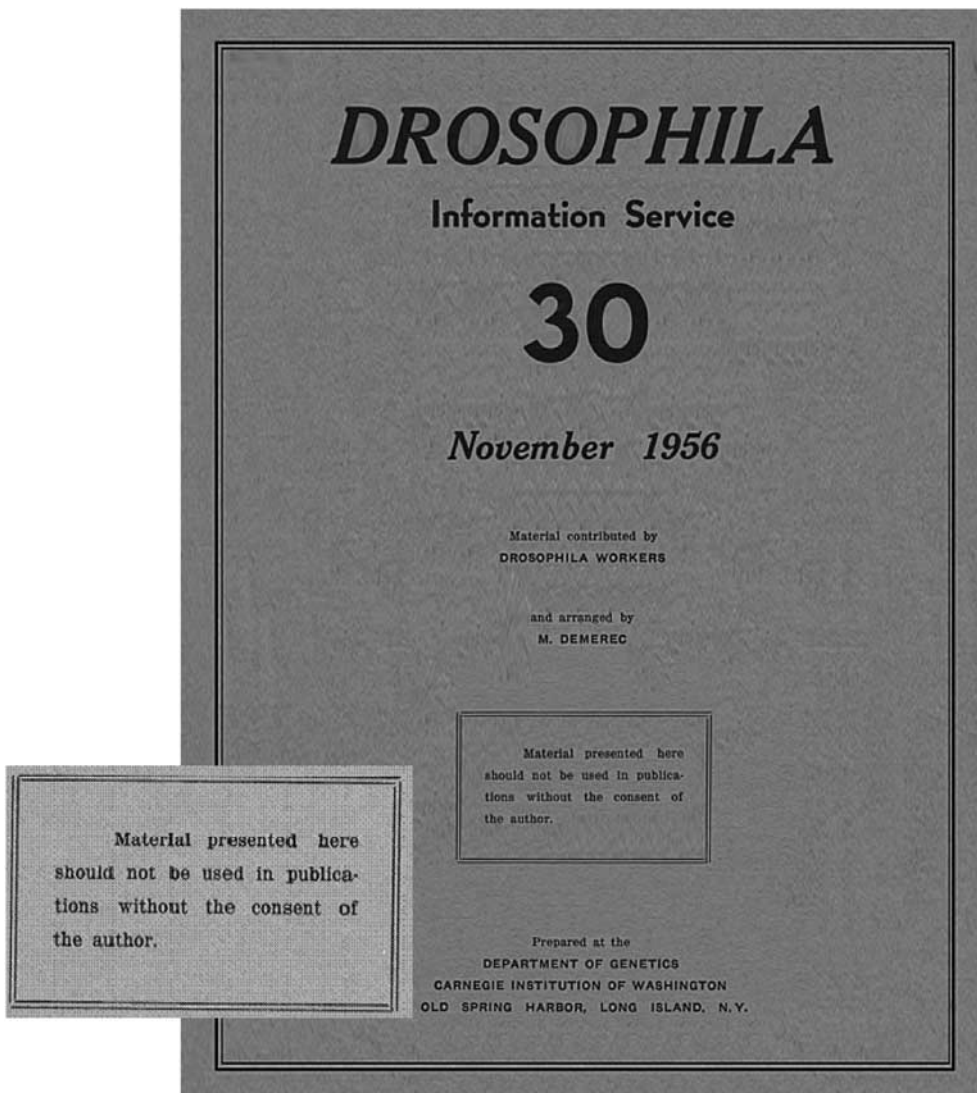 DROSOPHILA
Information Service
30
November 1956
Material contributed by
DROSOPHILA WORKERS
and arranged by
M. DEMEREC
Material presented here
should not be used in publica-
tions without the consent of
the author.
Material presented here
should not be used in publica-
tions without the consent of
the author.
Prepared at the
DEPARTMENT OF GENETICS
CARNEGIE INSTITUTION OF WASHINGTON
OLD SPRING HARBOR, LONG ISLAND, N.Y.